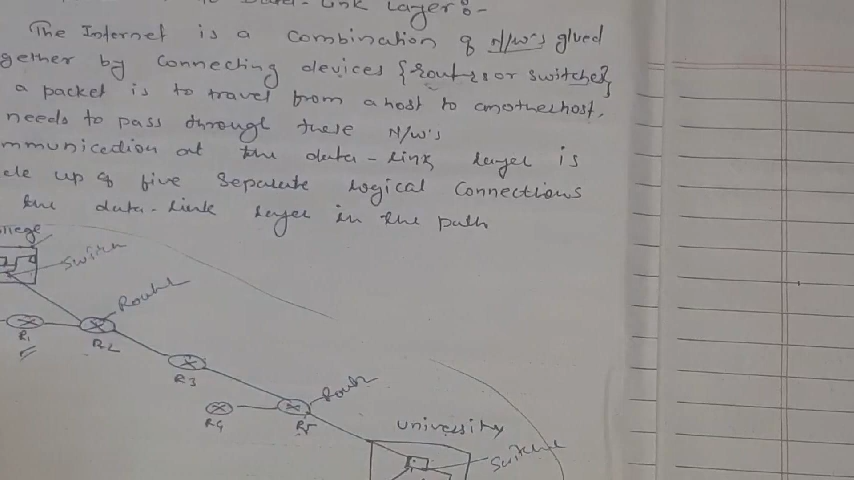 to Data-Link Layer :-
The Internet is a combination of N/W's glued
gether by connecting devices {routers or switches}
a packet is to travel from a host to another host,
needs to pass through these N/W's
mmunication at the data-link layer is
de up of five separate logical connections
the data-link layer in the path
llege
Switch
Router
R1
R2
R3
R4
Router
R5
University
Switch